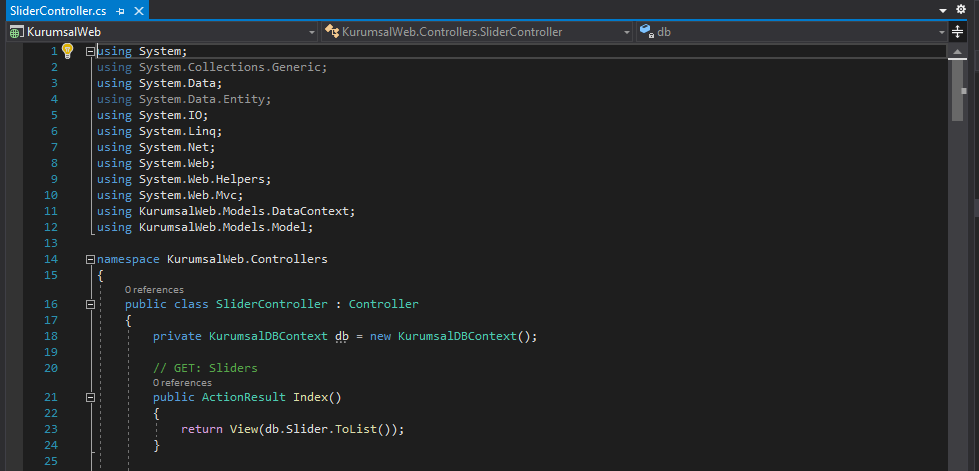 SliderController.cs
KurumsalWeb KurumsalWeb.Controllers.SliderController db
1 using System;
2 using System.Collections.Generic;
3 using System.Data;
4 using System.Data.Entity;
5 using System.IO;
6 using System.Linq;
7 using System.Net;
8 using System.Web;
9 using System.Web.Helpers;
10 using System.Web.Mvc;
11 using KurumsalWeb.Models.DataContext;
12 using KurumsalWeb.Models.Model;
13
14 namespace KurumsalWeb.Controllers
15 {
0 references
16 public class SliderController : Controller
17 {
18 private KurumsalDBContext db = new KurumsalDBContext();
19
20 // GET: Sliders
0 references
21 public ActionResult Index()
22 {
23 return View(db.Slider.ToList());
24 }
25